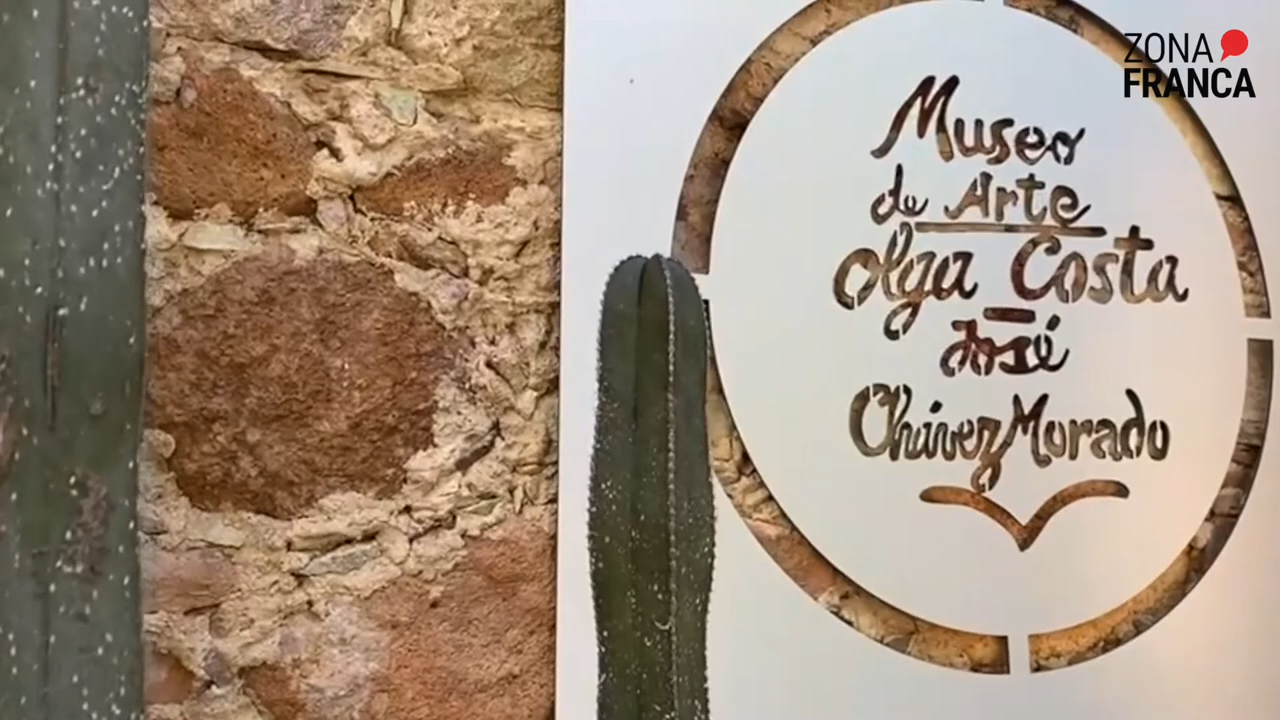 ZONA
FRANCA
Museo
de Arte
Olga Costa
José
Chávez Morado